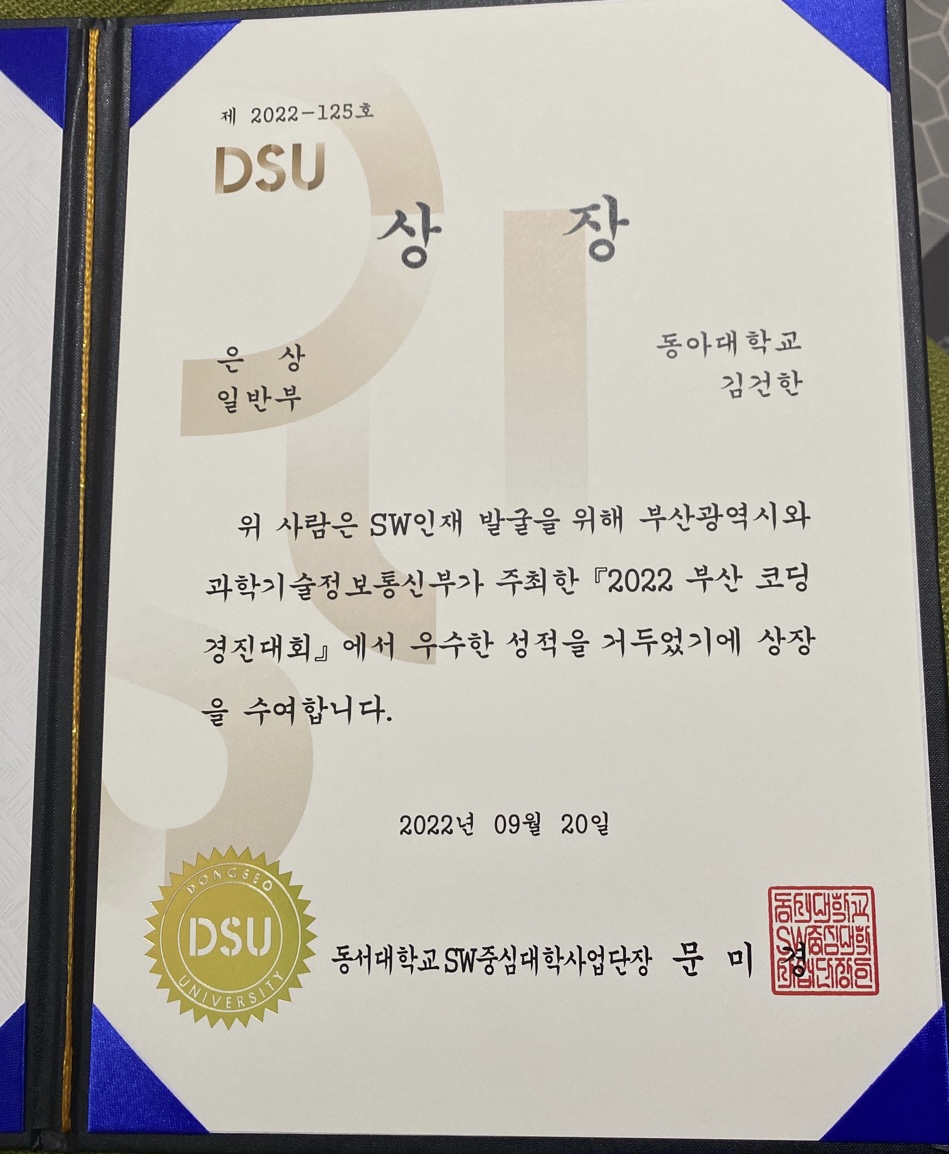 제 2022-125호
DSU
상 장
은 상
일반부
동아대학교
김건한
위 사람은 SW인재 발굴을 위해 부산광역시와
과학기술정보통신부가 주최한 『2022 부산 코딩
경진대회』에서 우수한 성적을 거두었기에 상장
을 수여합니다.
2022년 09월 20일
DONGSEO
DSU
UNIVERSITY
동서대학교SW중심대학사업단장 문 미 경
동서대학교
SW중심대학
사업단장인